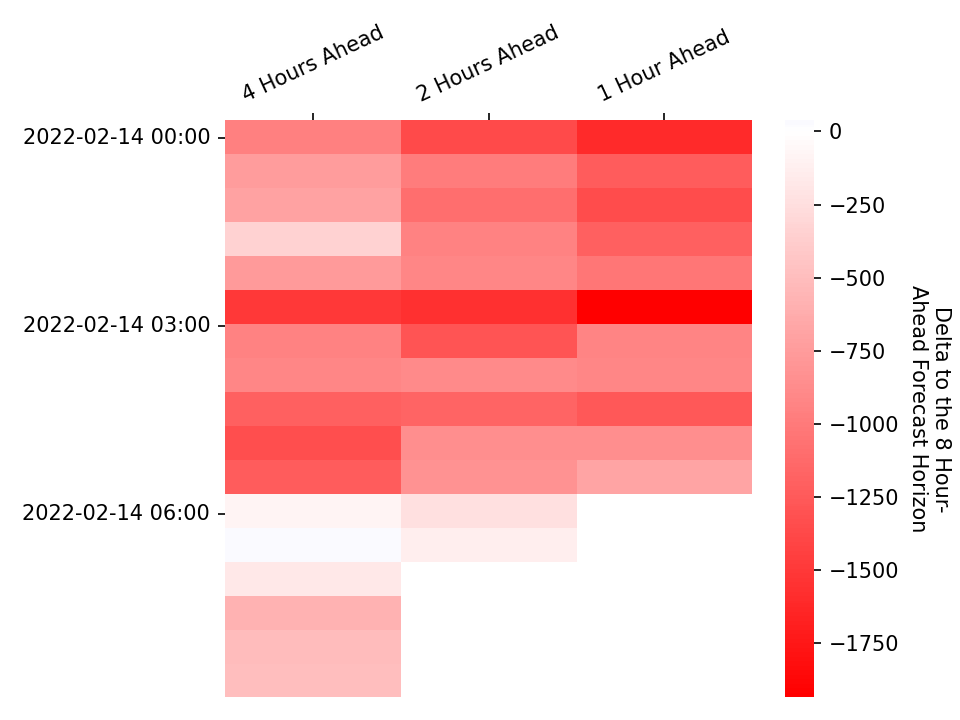 4 Hours Ahead
2 Hours Ahead
1 Hour Ahead
2022-02-14 00:00
2022-02-14 03:00
2022-02-14 06:00
0
−250
−500
−750
−1000
−1250
−1500
−1750
Delta to the 8 Hour-
Ahead Forecast Horizon